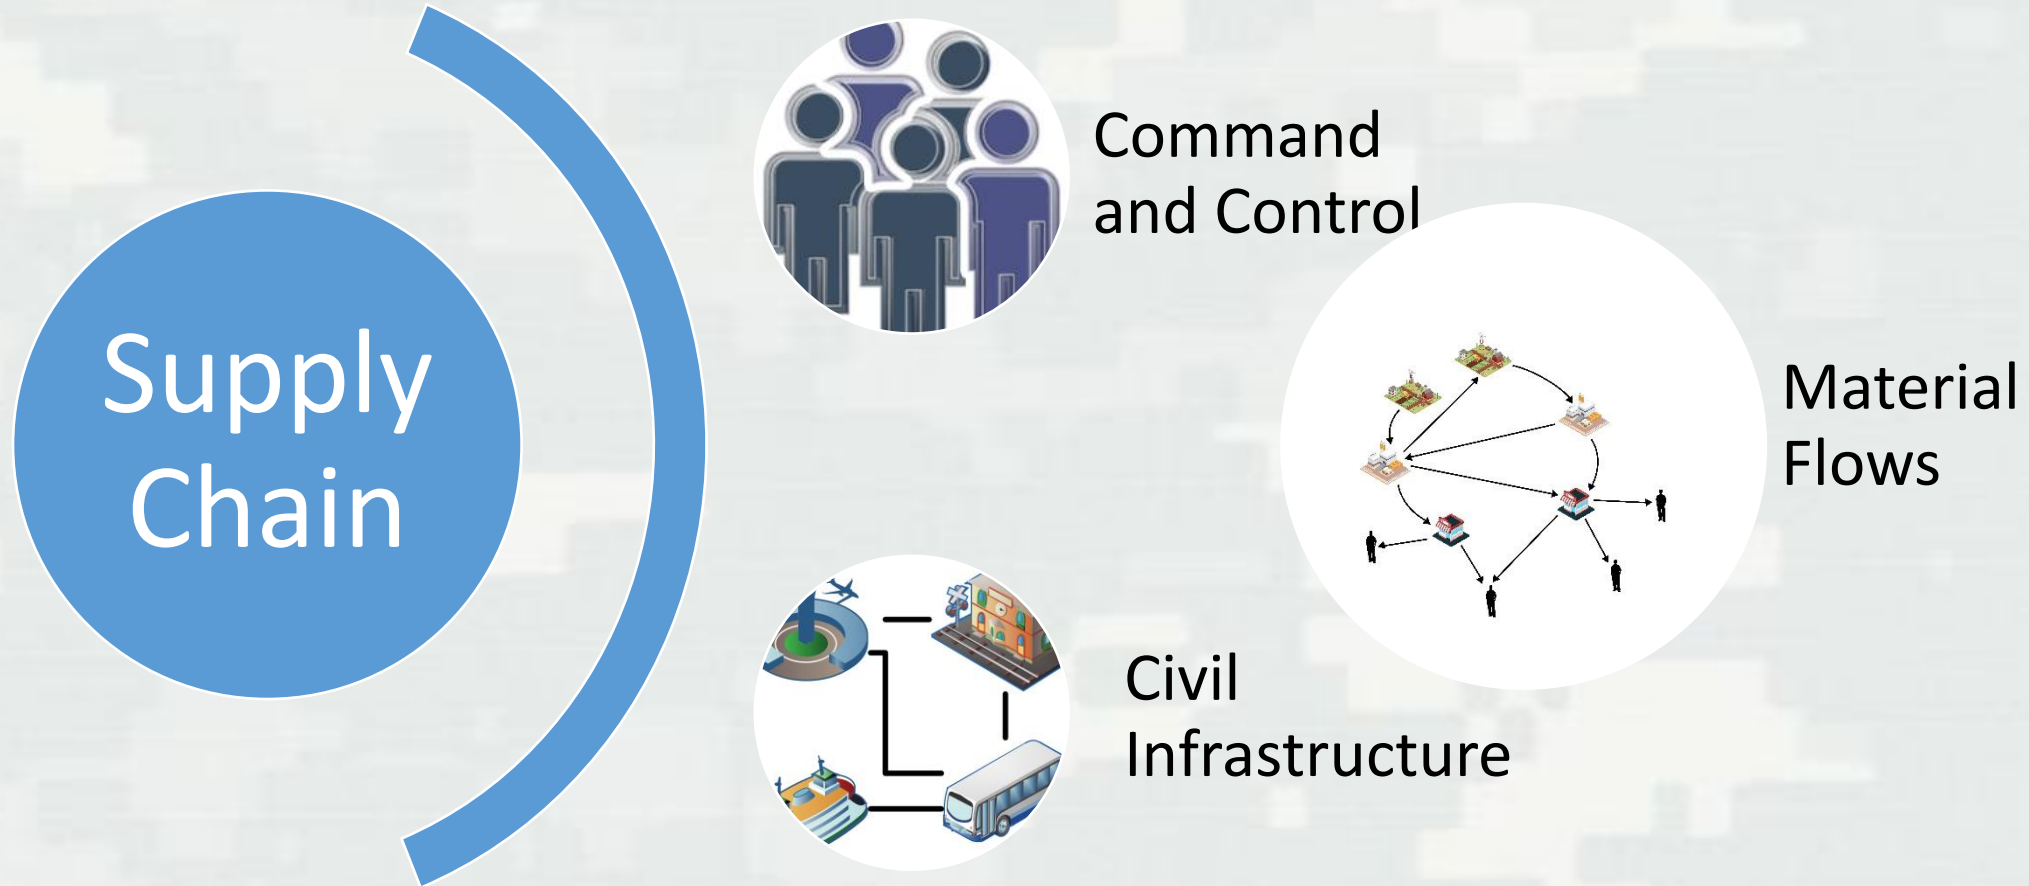 Supply
Chain
Command
and Control
Material
Flows
Civil
Infrastructure